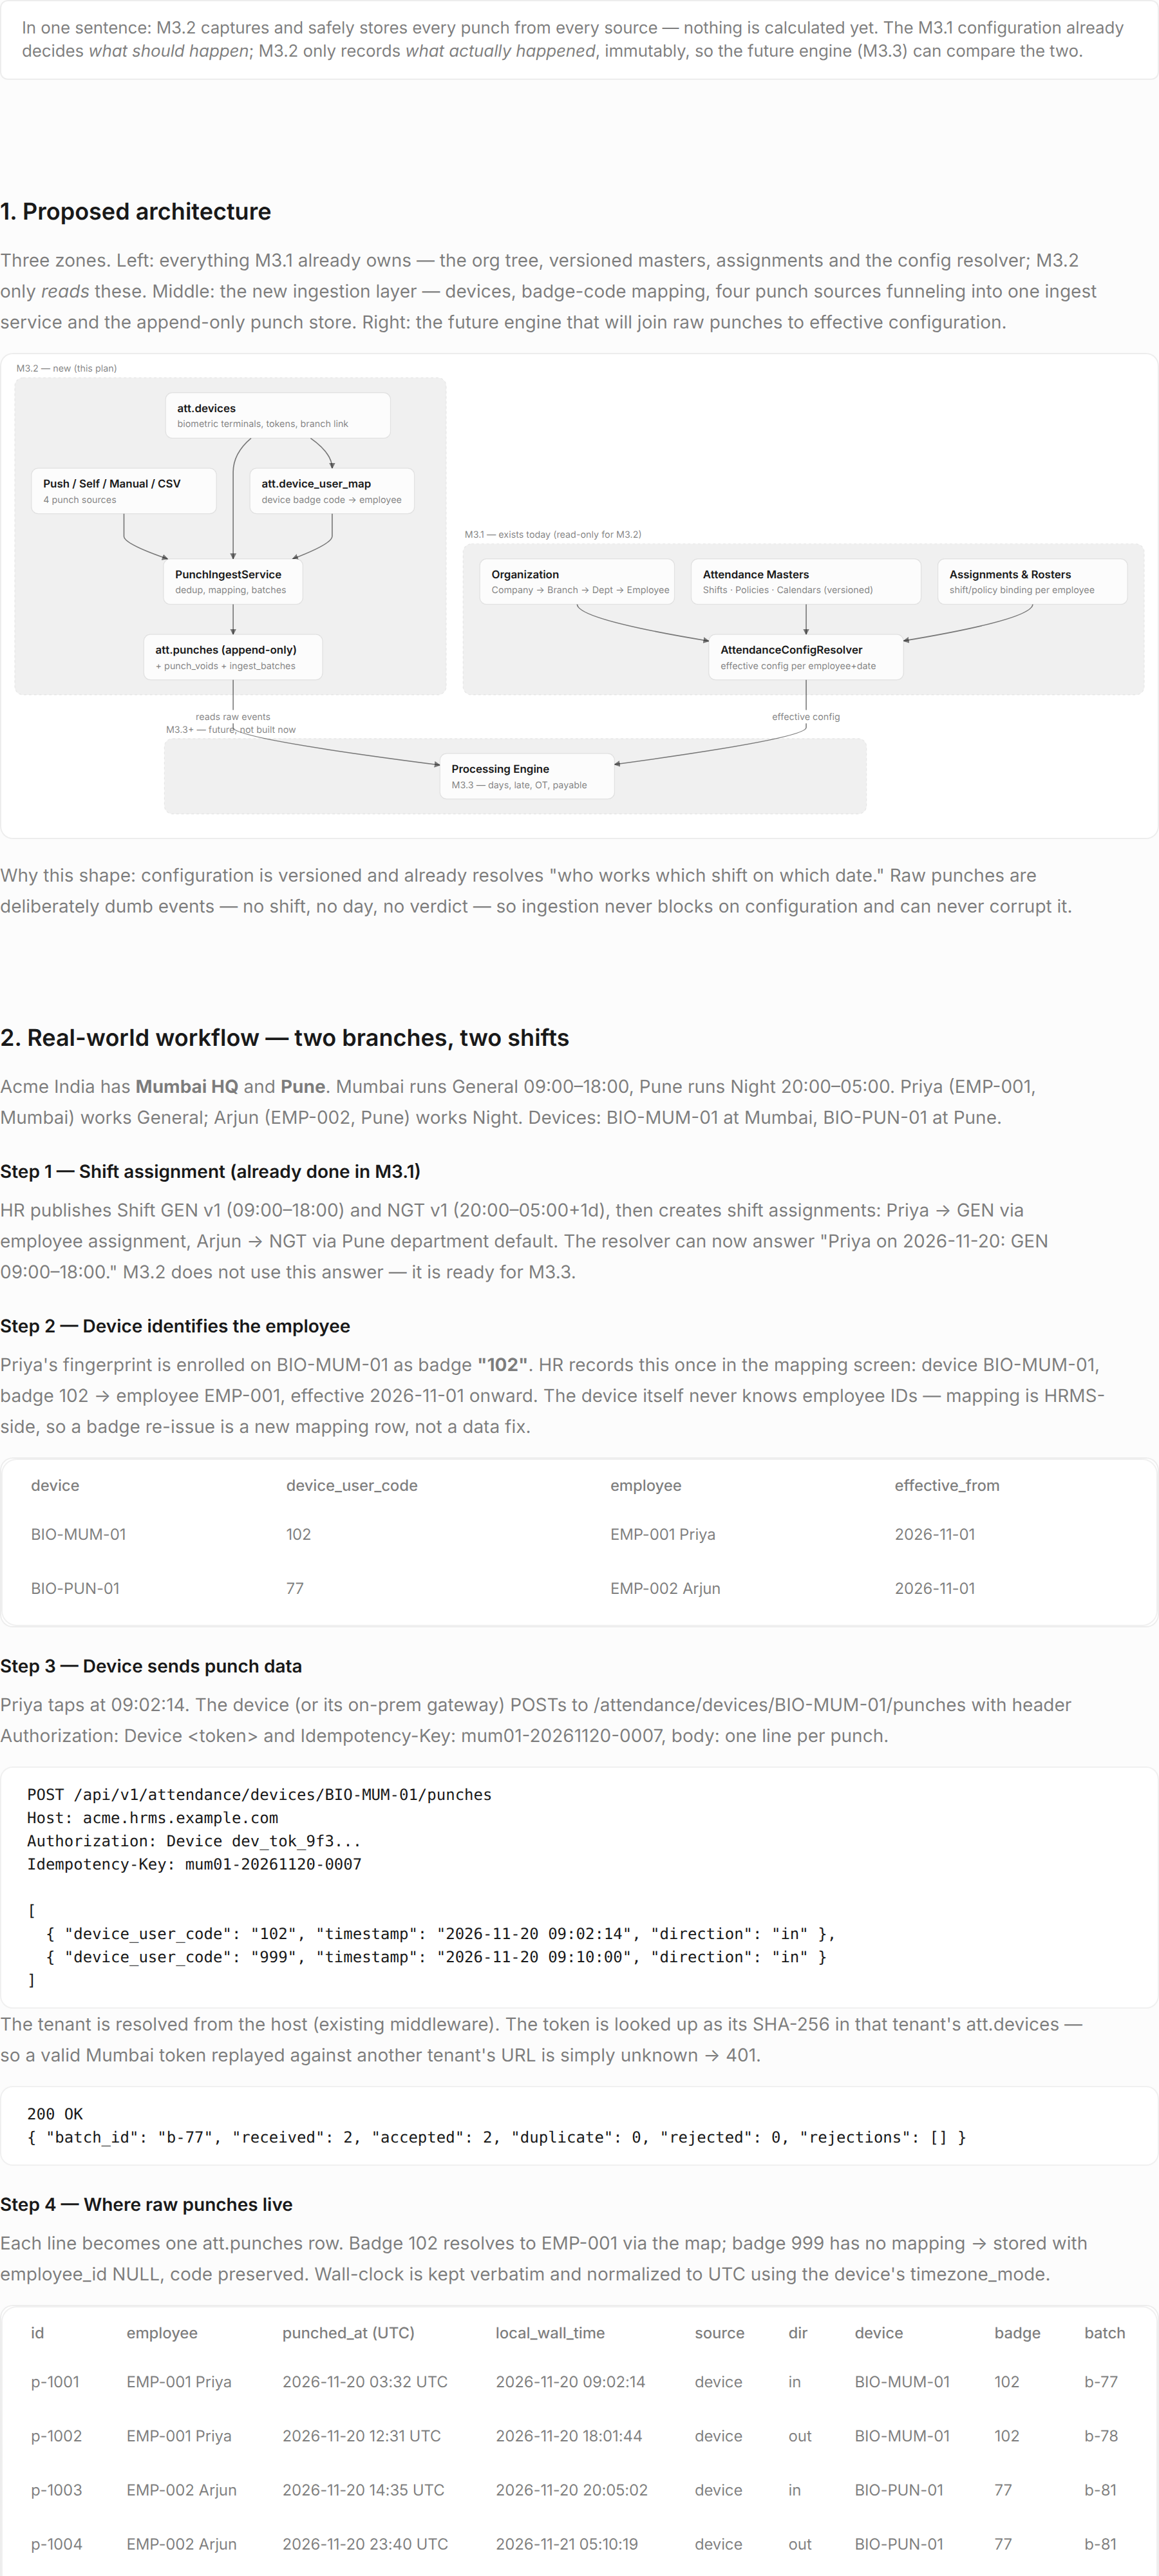 In one sentence: M3.2 captures and safely stores every punch from every source — nothing is calculated yet. The M3.1 configuration already
decides what should happen; M3.2 only records what actually happened, immutably, so the future engine (M3.3) can compare the two.
1. Proposed architecture
Three zones. Left: everything M3.1 already owns — the org tree, versioned masters, assignments and the config resolver; M3.2
only reads these. Middle: the new ingestion layer — devices, badge-code mapping, four punch sources funneling into one ingest
service and the append-only punch store. Right: the future engine that will join raw punches to effective configuration.
M3.2 — new (this plan)
att.devices
biometric terminals, tokens, branch link
Push / Self / Manual / CSV
4 punch sources
att.device_user_map
device badge code → employee
PunchIngestService
dedup, mapping, batches
att.punches (append-only)
+ punch_voids + ingest_batches
M3.1 — exists today (read-only for M3.2)
Organization
Company → Branch → Dept → Employee
Attendance Masters
Shifts · Policies · Calendars (versioned)
Assignments & Rosters
shift/policy binding per employee
AttendanceConfigResolver
effective config per employee+date
reads raw events
effective config
M3.3+ — future, not built now
Processing Engine
M3.3 — days, late, OT, payable
Why this shape: configuration is versioned and already resolves "who works which shift on which date." Raw punches are
deliberately dumb events — no shift, no day, no verdict — so ingestion never blocks on configuration and can never corrupt it.
2. Real-world workflow — two branches, two shifts
Acme India has Mumbai HQ and Pune. Mumbai runs General 09:00–18:00, Pune runs Night 20:00–05:00. Priya (EMP-001,
Mumbai) works General; Arjun (EMP-002, Pune) works Night. Devices: BIO-MUM-01 at Mumbai, BIO-PUN-01 at Pune.
Step 1 — Shift assignment (already done in M3.1)
HR publishes Shift GEN v1 (09:00–18:00) and NGT v1 (20:00–05:00+1d), then creates shift assignments: Priya → GEN via
employee assignment, Arjun → NGT via Pune department default. The resolver can now answer "Priya on 2026-11-20: GEN
09:00–18:00." M3.2 does not use this answer — it is ready for M3.3.
Step 2 — Device identifies the employee
Priya's fingerprint is enrolled on BIO-MUM-01 as badge "102". HR records this once in the mapping screen: device BIO-MUM-01,
badge 102 → employee EMP-001, effective 2026-11-01 onward. The device itself never knows employee IDs — mapping is HRMS-
side, so a badge re-issue is a new mapping row, not a data fix.
device device_user_code employee effective_from
BIO-MUM-01 102 EMP-001 Priya 2026-11-01
BIO-PUN-01 77 EMP-002 Arjun 2026-11-01
Step 3 — Device sends punch data
Priya taps at 09:02:14. The device (or its on-prem gateway) POSTs to /attendance/devices/BIO-MUM-01/punches with header
Authorization: Device <token> and Idempotency-Key: mum01-20261120-0007, body: one line per punch.
POST /api/v1/attendance/devices/BIO-MUM-01/punches
Host: acme.hrms.example.com
Authorization: Device dev_tok_9f3...
Idempotency-Key: mum01-20261120-0007
[
{ "device_user_code": "102", "timestamp": "2026-11-20 09:02:14", "direction": "in" },
{ "device_user_code": "999", "timestamp": "2026-11-20 09:10:00", "direction": "in" }
]
The tenant is resolved from the host (existing middleware). The token is looked up as its SHA-256 in that tenant's att.devices —
so a valid Mumbai token replayed against another tenant's URL is simply unknown → 401.
200 OK
{ "batch_id": "b-77", "received": 2, "accepted": 2, "duplicate": 0, "rejected": 0, "rejections": [] }
Step 4 — Where raw punches live
Each line becomes one att.punches row. Badge 102 resolves to EMP-001 via the map; badge 999 has no mapping → stored with
employee_id NULL, code preserved. Wall-clock is kept verbatim and normalized to UTC using the device's timezone_mode.
id employee punched_at (UTC) local_wall_time source dir device badge batch
p-1001 EMP-001 Priya 2026-11-20 03:32 UTC 2026-11-20 09:02:14 device in BIO-MUM-01 102 b-77
p-1002 EMP-001 Priya 2026-11-20 12:31 UTC 2026-11-20 18:01:44 device out BIO-MUM-01 102 b-78
p-1003 EMP-002 Arjun 2026-11-20 14:35 UTC 2026-11-20 20:05:02 device in BIO-PUN-01 77 b-81
p-1004 EMP-002 Arjun 2026-11-20 23:40 UTC 2026-11-21 05:10:19 device out BIO-PUN-01 77 b-81